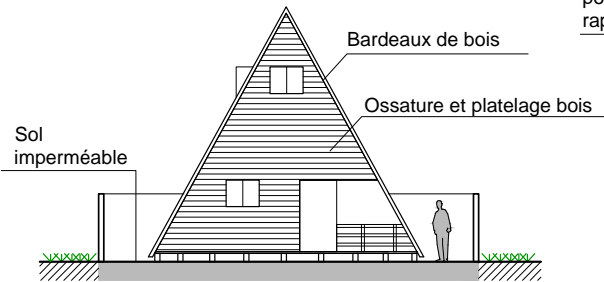 Bardeaux de bois
Ossature et platelage bois
Sol
imperméable